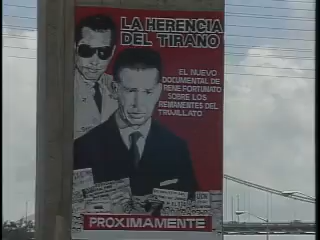 LA HERENCIA
DEL TIRANO
EL NUEVO
DOCUMENTAL DE
RENE FORTUNATO
SOBRE LOS
REMANENTES DEL
TRUJILLATO
PROXIMAMENTE